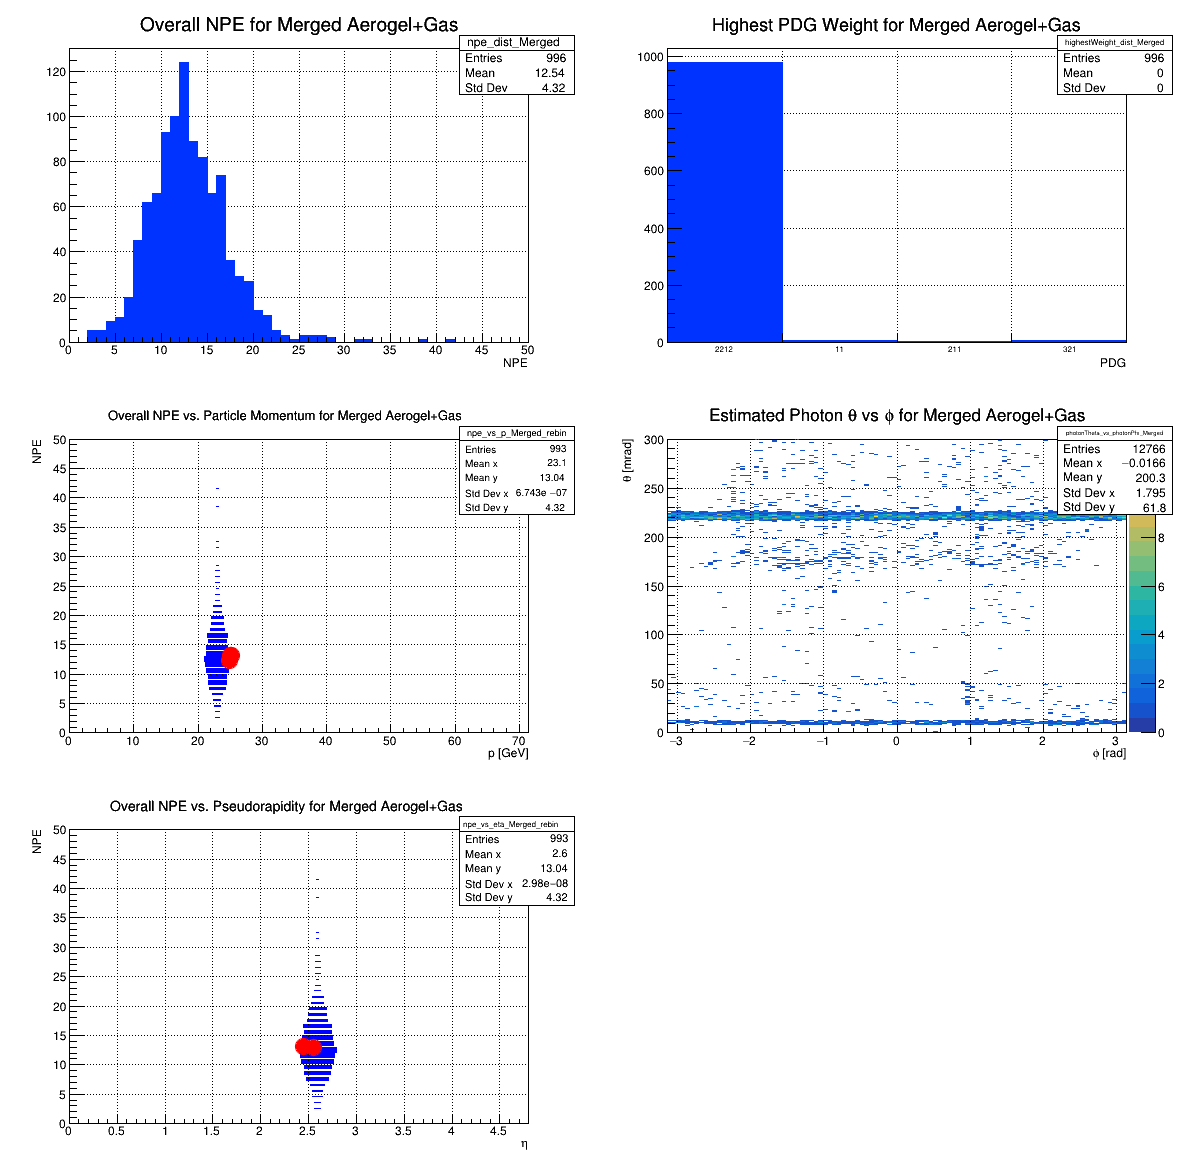 Overall NPE for Merged Aerogel+Gas
npe_dist_Merged
Entries 996
Mean 12.54
Std Dev 4.32
120
100
80
60
40
20
0
0 5 10 15 20 25 30 35 40 45 50
NPE
Highest PDG Weight for Merged Aerogel+Gas
highestWeight_dist_Merged
Entries 996
Mean 0
Std Dev 0
1000
800
600
400
200
0
2212 11 211 321
PDG
Overall NPE vs. Particle Momentum for Merged Aerogel+Gas
npe_vs_p_Merged_rebin
Entries 993
Mean x 23.1
Mean y 13.04
Std Dev x 6.743e −07
Std Dev y 4.32
NPE
50
45
40
35
30
25
20
15
10
5
0
0 10 20 30 40 50 60 70
p [GeV]
Estimated Photon θ vs ϕ for Merged Aerogel+Gas
photonTheta_vs_photonPhi_Merged
Entries 12766
Mean x −0.0166
Mean y 200.3
Std Dev x 1.795
Std Dev y 61.8
θ [mrad]
300
250
200
150
100
50
0
−3 −2 −1 0 1 2 3
ϕ [rad]
8
6
4
2
0
Overall NPE vs. Pseudorapidity for Merged Aerogel+Gas
npe_vs_eta_Merged_rebin
Entries 993
Mean x 2.6
Mean y 13.04
Std Dev x 2.98e−08
Std Dev y 4.32
NPE
50
45
40
35
30
25
20
15
10
5
0
0 0.5 1 1.5 2 2.5 3 3.5 4 4.5
η